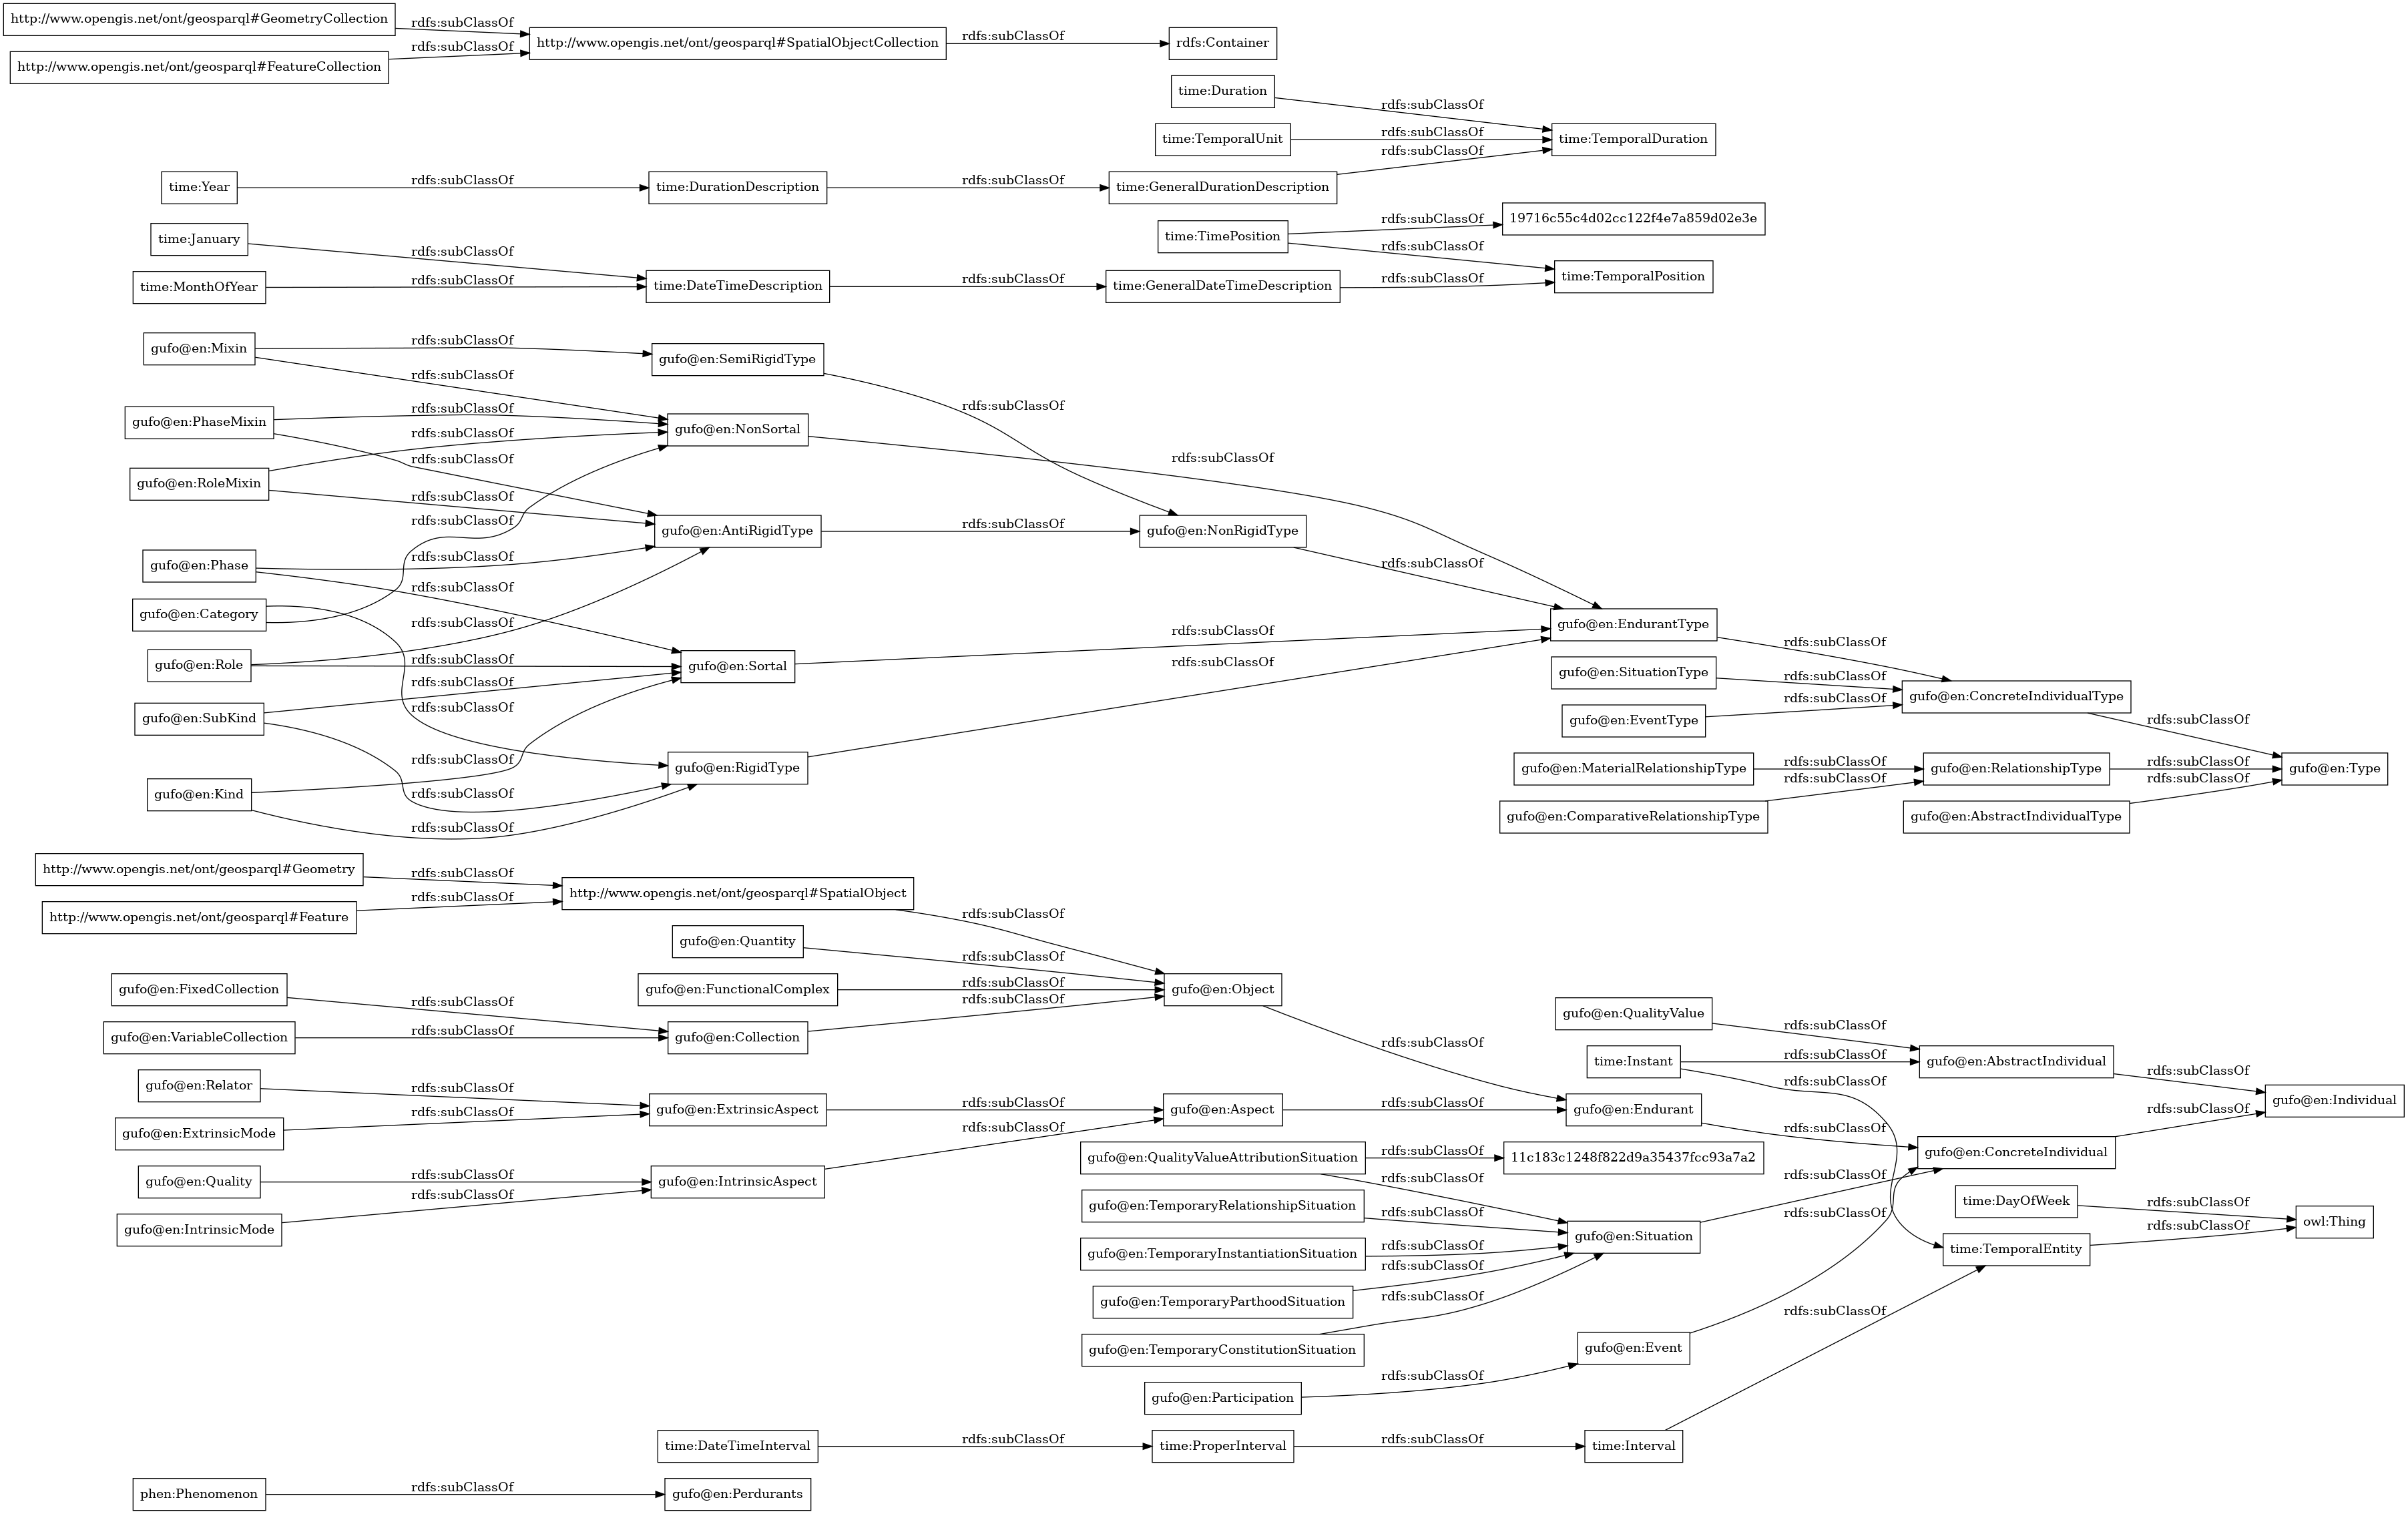 http://www.opengis.net/ont/geosparql#GeometryCollection
rdfs:subClassOf
http://www.opengis.net/ont/geosparql#FeatureCollection
rdfs:subClassOf
http://www.opengis.net/ont/geosparql#SpatialObjectCollection
rdfs:subClassOf
rdfs:Container
time:Duration
rdfs:subClassOf
time:TemporalUnit
rdfs:subClassOf
time:TemporalDuration
rdfs:subClassOf
time:Year
rdfs:subClassOf
time:DurationDescription
rdfs:subClassOf
time:GeneralDurationDescription
time:January
rdfs:subClassOf
time:TimePosition
rdfs:subClassOf
19716c55c4d02cc122f4e7a859d02e3e
rdfs:subClassOf
time:MonthOfYear
rdfs:subClassOf
time:DateTimeDescription
rdfs:subClassOf
time:GeneralDateTimeDescription
rdfs:subClassOf
time:TemporalPosition
gufo@en:Mixin
rdfs:subClassOf
gufo@en:SemiRigidType
rdfs:subClassOf
rdfs:subClassOf
gufo@en:PhaseMixin
rdfs:subClassOf
rdfs:subClassOf
gufo@en:NonSortal
rdfs:subClassOf
rdfs:subClassOf
gufo@en:RoleMixin
rdfs:subClassOf
rdfs:subClassOf
gufo@en:AntiRigidType
rdfs:subClassOf
gufo@en:NonRigidType
gufo@en:Phase
rdfs:subClassOf
rdfs:subClassOf
rdfs:subClassOf
gufo@en:Category
rdfs:subClassOf
gufo@en:EndurantType
rdfs:subClassOf
rdfs:subClassOf
gufo@en:Role
rdfs:subClassOf
gufo@en:Sortal
rdfs:subClassOf
gufo@en:SituationType
rdfs:subClassOf
rdfs:subClassOf
gufo@en:ConcreteIndividualType
gufo@en:SubKind
rdfs:subClassOf
gufo@en:EventType
rdfs:subClassOf
rdfs:subClassOf
rdfs:subClassOf
gufo@en:RigidType
gufo@en:MaterialRelationshipType
rdfs:subClassOf
gufo@en:RelationshipType
rdfs:subClassOf
gufo@en:Type
gufo@en:Kind
rdfs:subClassOf
rdfs:subClassOf
rdfs:subClassOf
gufo@en:ComparativeRelationshipType
gufo@en:AbstractIndividualType
rdfs:subClassOf
http://www.opengis.net/ont/geosparql#Geometry
rdfs:subClassOf
http://www.opengis.net/ont/geosparql#SpatialObject
http://www.opengis.net/ont/geosparql#Feature
rdfs:subClassOf
rdfs:subClassOf
gufo@en:Quantity
rdfs:subClassOf
gufo@en:FixedCollection
rdfs:subClassOf
gufo@en:FunctionalComplex
rdfs:subClassOf
rdfs:subClassOf
gufo@en:Object
gufo@en:VariableCollection
rdfs:subClassOf
gufo@en:Collection
rdfs:subClassOf
gufo@en:QualityValue
rdfs:subClassOf
time:Instant
rdfs:subClassOf
gufo@en:AbstractIndividual
rdfs:subClassOf
gufo@en:Relator
rdfs:subClassOf
rdfs:subClassOf
gufo@en:Individual
rdfs:subClassOf
gufo@en:ExtrinsicMode
rdfs:subClassOf
gufo@en:ExtrinsicAspect
rdfs:subClassOf
gufo@en:Aspect
rdfs:subClassOf
gufo@en:Endurant
rdfs:subClassOf
rdfs:subClassOf
gufo@en:ConcreteIndividual
gufo@en:QualityValueAttributionSituation
rdfs:subClassOf
11c183c1248f822d9a35437fcc93a7a2
gufo@en:Quality
rdfs:subClassOf
gufo@en:IntrinsicAspect
rdfs:subClassOf
rdfs:subClassOf
gufo@en:IntrinsicMode
rdfs:subClassOf
gufo@en:TemporaryRelationshipSituation
rdfs:subClassOf
rdfs:subClassOf
time:DayOfWeek
rdfs:subClassOf
owl:Thing
gufo@en:Situation
gufo@en:TemporaryInstantiationSituation
rdfs:subClassOf
time:TemporalEntity
rdfs:subClassOf
rdfs:subClassOf
gufo@en:TemporaryParthoodSituation
rdfs:subClassOf
rdfs:subClassOf
gufo@en:TemporaryConstitutionSituation
gufo@en:Event
gufo@en:Participation
rdfs:subClassOf
time:DateTimeInterval
rdfs:subClassOf
time:ProperInterval
rdfs:subClassOf
time:Interval
phen:Phenomenon
rdfs:subClassOf
gufo@en:Perdurants